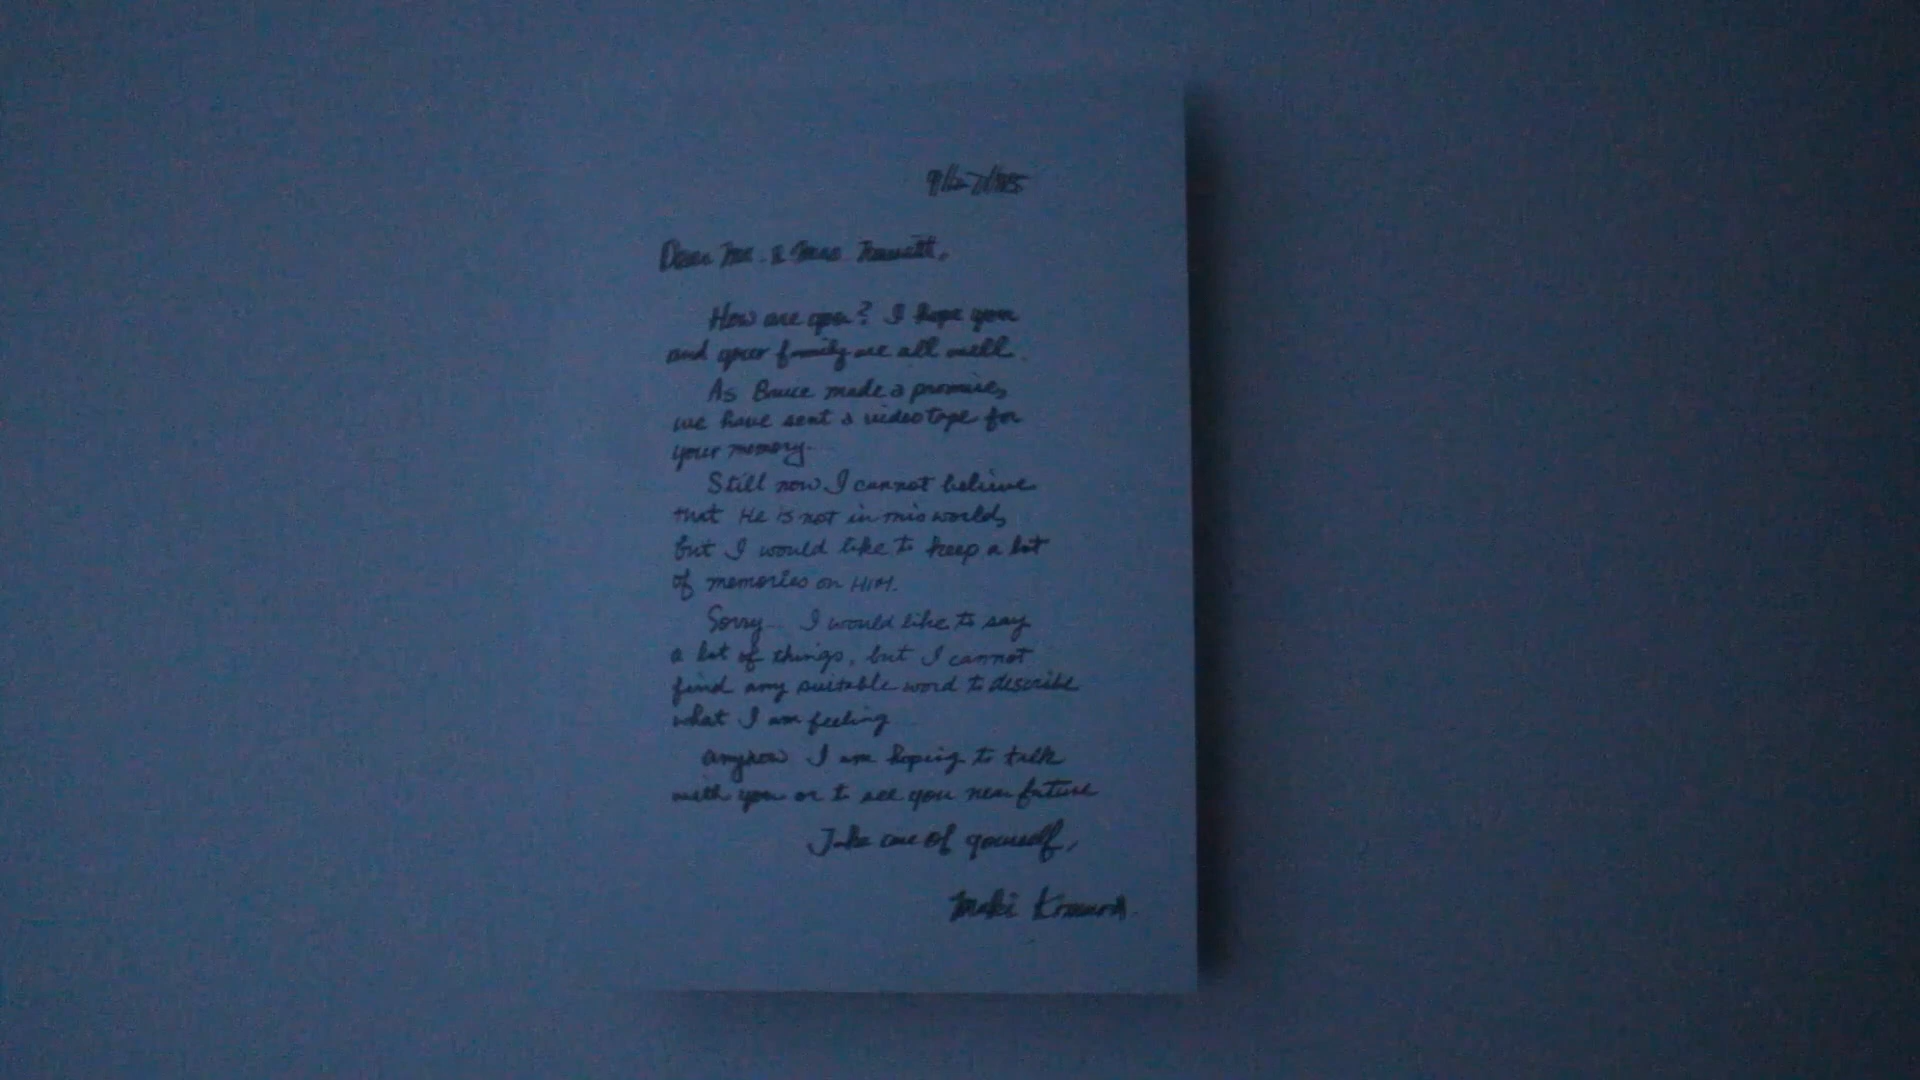 Dear Mr. & Mrs.
How are you? I hope you
and your family are all well.
As Bruce made a promise,
we have sent a videotape for
your memory.
Still now I cannot believe
that He is not in this world,
but I would like to keep a lot
of memories on HIM.
Sorry... I would like to say
a lot of things, but I cannot
find any suitable word to describe
what I am feeling
anyhow I am hoping to talk
with you or to see you near future
Take care of yourself,
Maki